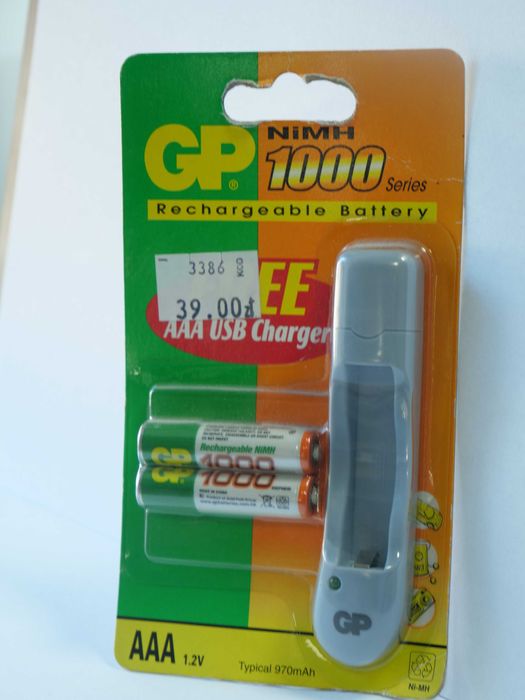 GP®
NiMH
1000 Series
Rechargeable Battery
3386
39.00zł
EE
AAA USB Charger
GP
Rechargeable NiMH
1000
GP
1000
GP
AAA 1.2V
Typical 970mAh
Ni-MH